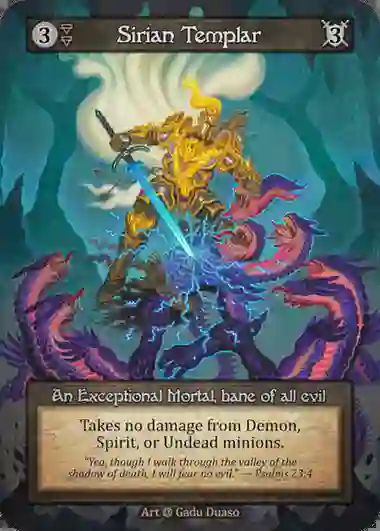 3 Sirian Templar 3
An Exceptional Mortal, bane of all evil
Takes no damage from Demon,
Spirit, or Undead minions.
"Yea, though I walk through the valley of the
shadow of death, I will fear no evil." — Psalms 23:4
Art @ Gadu Duaso